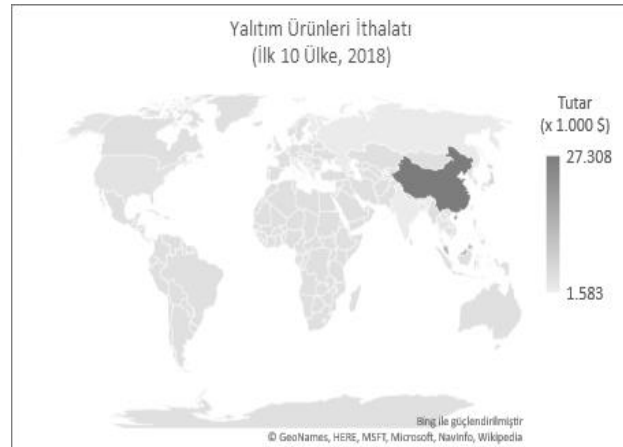 Yalıtım Ürünleri İthalatı
(İlk 10 Ülke, 2018)
Tutar
(x 1.000 $)
27.308
1.583
Bing ile güçlendirilmiştir
© GeoNames, HERE, MSFT, Microsoft, NavInfo, Wikipedia